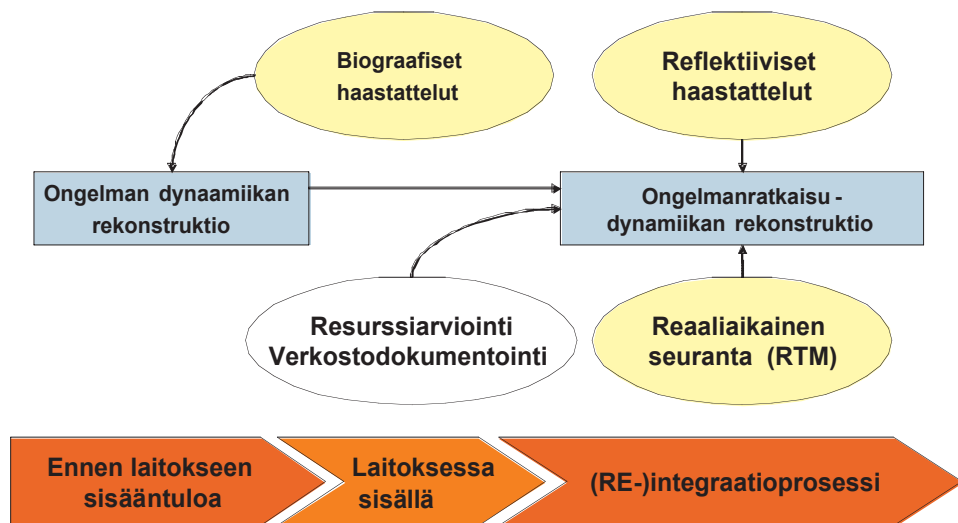 Biograafiset
haastattelut
Reflektiiviset
haastattelut
Ongelman dynaamiikan
rekonstruktio
Ongelmanratkaisu -
dynamiikan rekonstruktio
Resurssiarviointi
Verkostodokumentointi
Reaaliaikainen
seuranta (RTM)
Ennen laitokseen
sisääntuloa
Laitoksessa
sisällä
(RE-)integraatioprosessi